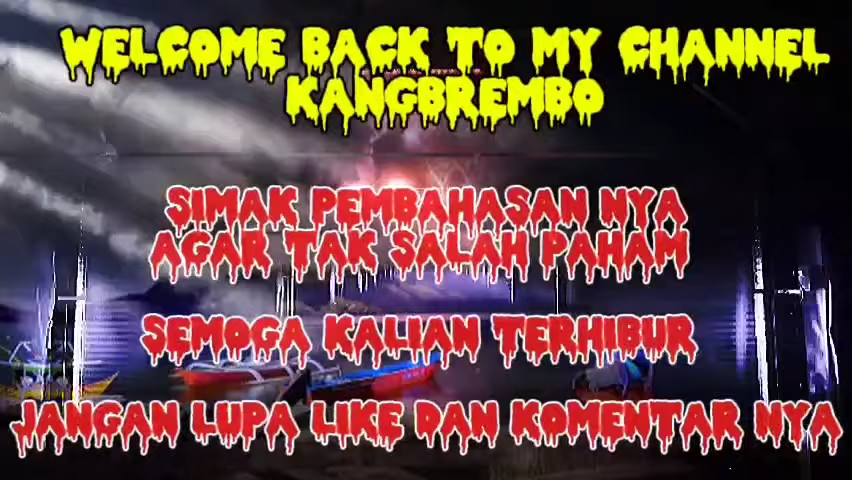 WELCOME BACK TO MY CHANNEL
KANGBREMBO
SIMAK PEMBAHASAN NYA
AGAR TAK SALAH PAHAM
SEMOGA KALIAN TERHIBUR
JANGAN LUPA LIKE DAN KOMENTAR NYA